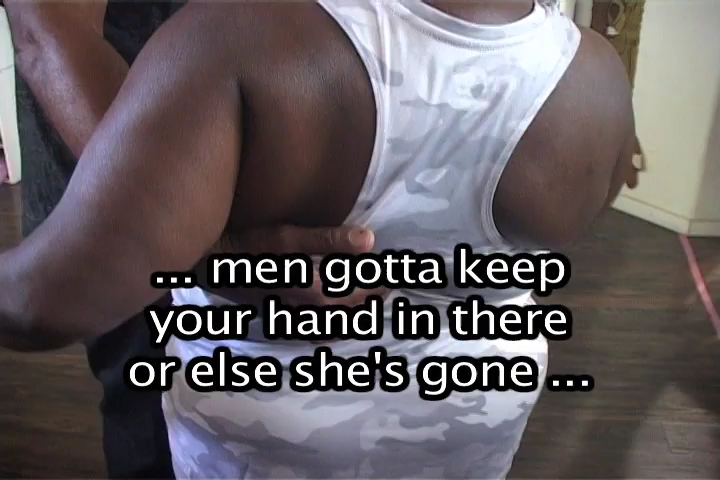 ... men gotta keep
your hand in there
or else she's gone ...